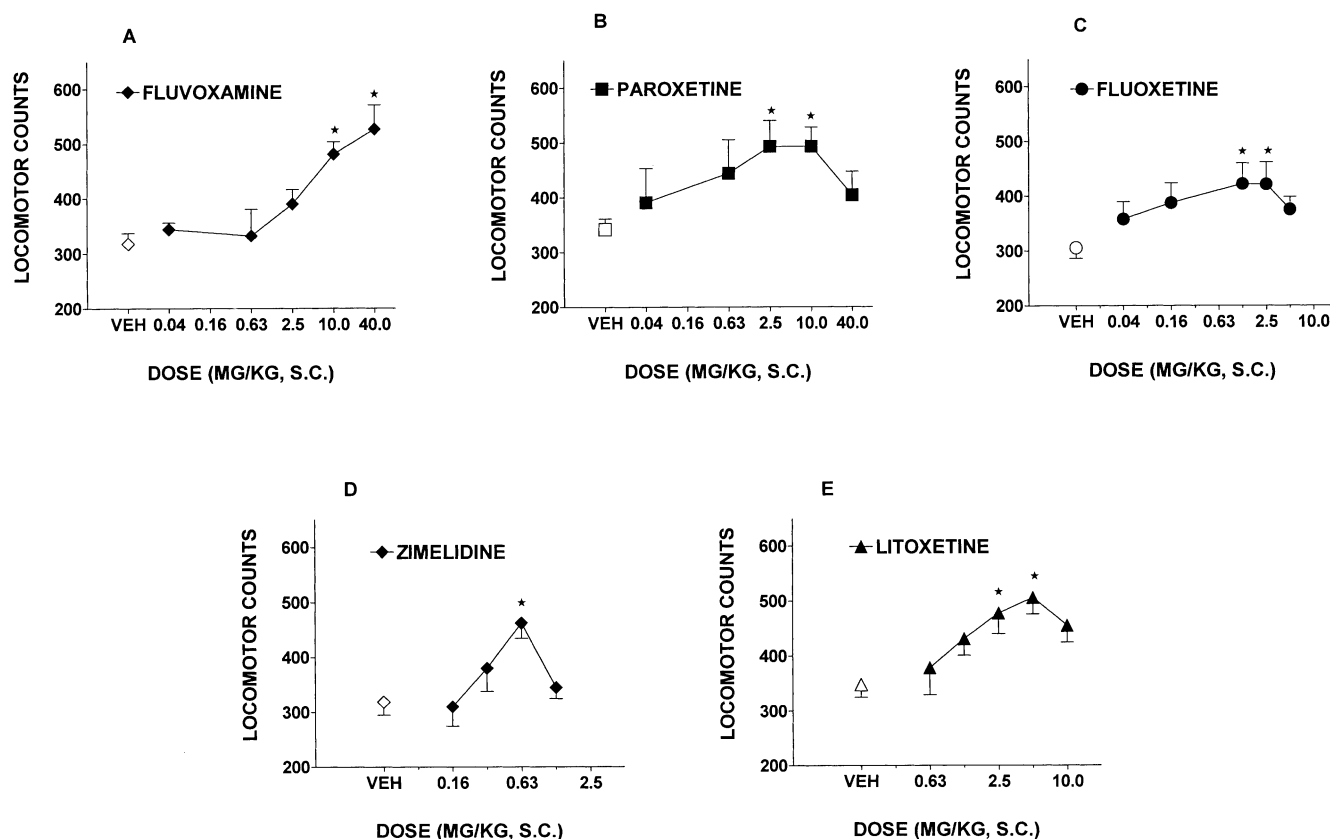 A
LOCOMOTOR COUNTS
600
500
400
300
200
FLUVOXAMINE
VEH 0.04 0.16 0.63 2.5 10.0 40.0
DOSE (MG/KG, S.C.)
B
LOCOMOTOR COUNTS
600
500
400
300
200
PAROXETINE
VEH 0.04 0.16 0.63 2.5 10.0 40.0
DOSE (MG/KG, S.C.)
C
LOCOMOTOR COUNTS
600
500
400
300
200
FLUOXETINE
VEH 0.04 0.16 0.63 2.5 10.0
DOSE (MG/KG, S.C.)
D
LOCOMOTOR COUNTS
600
500
400
300
200
ZIMELIDINE
VEH 0.16 0.63 2.5
DOSE (MG/KG, S.C.)
E
LOCOMOTOR COUNTS
600
500
400
300
200
LITOXETINE
VEH 0.63 2.5 10.0
DOSE (MG/KG, S.C.)